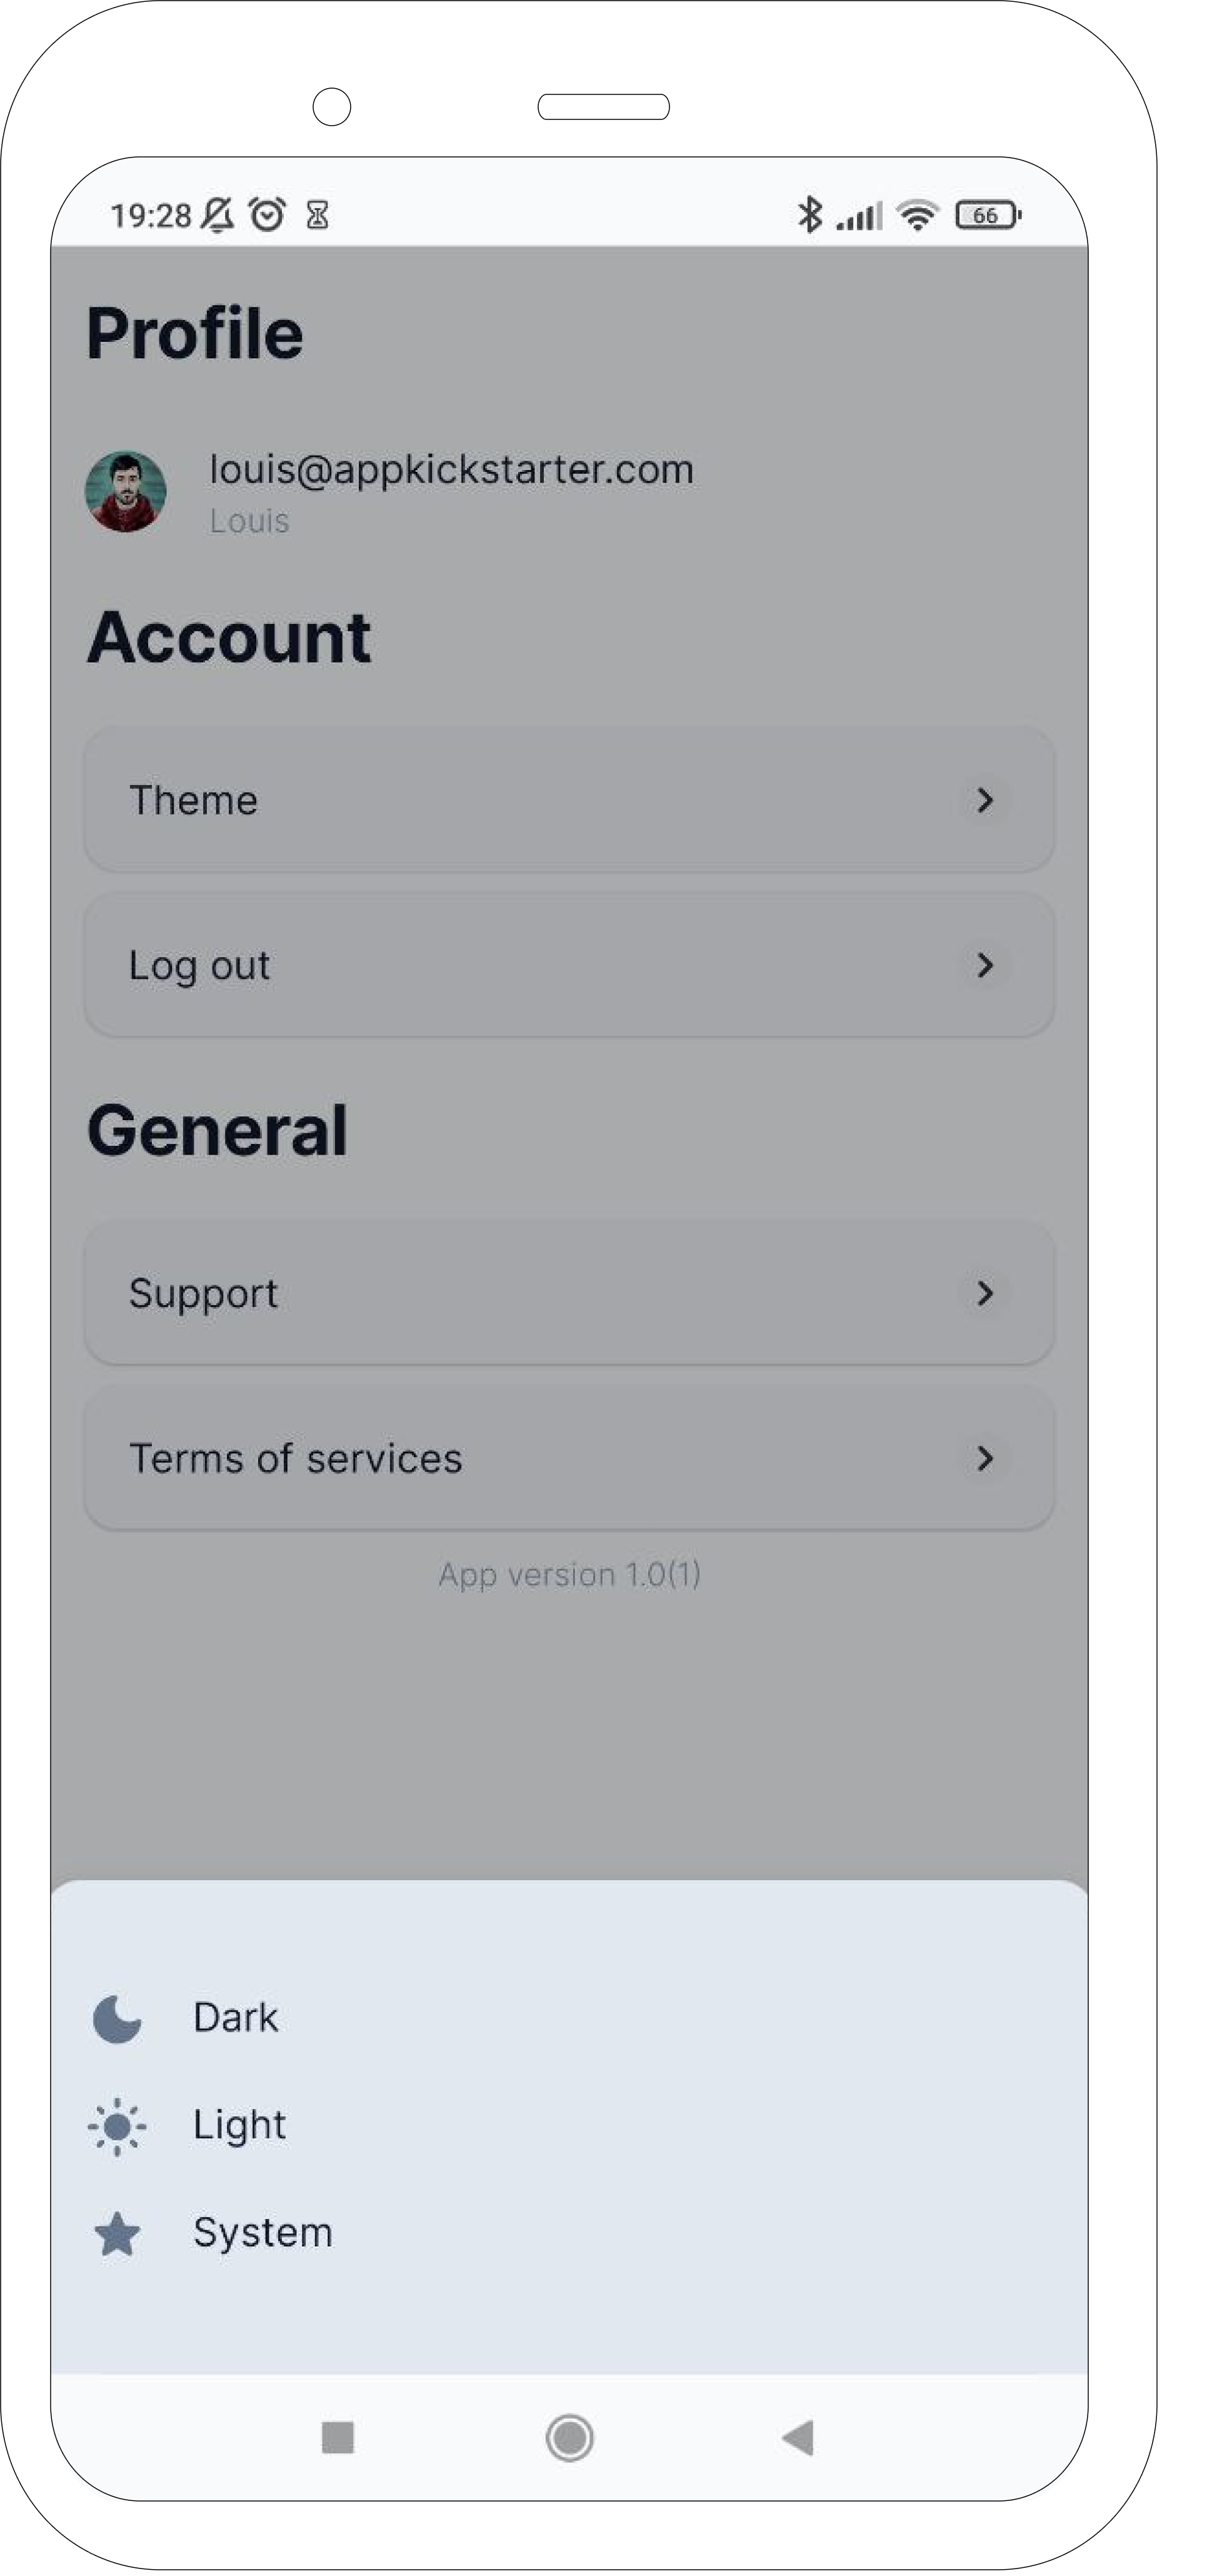 19:28
66
Profile
louis@appkickstarter.com
Louis
Account
Theme
Log out
General
Support
Terms of services
App version 1.0(1)
Dark
Light
System